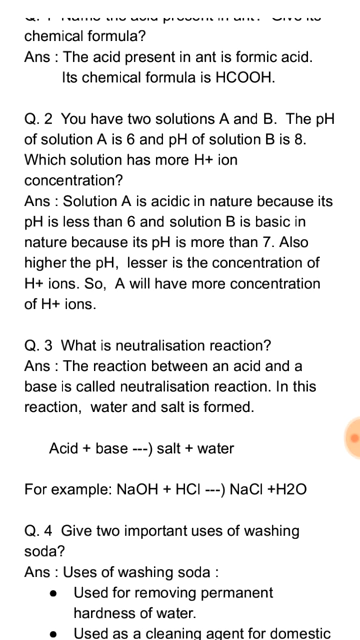 chemical formula?
Ans : The acid present in ant is formic acid.
Its chemical formula is HCOOH.
Q. 2 You have two solutions A and B. The pH
of solution A is 6 and pH of solution B is 8.
Which solution has more H+ ion
concentration?
Ans : Solution A is acidic in nature because its
pH is less than 6 and solution B is basic in
nature because its pH is more than 7. Also
higher the pH, lesser is the concentration of
H+ ions. So, A will have more concentration
of H+ ions.
Q. 3 What is neutralisation reaction?
Ans : The reaction between an acid and a
base is called neutralisation reaction. In this
reaction, water and salt is formed.
Acid + base ---) salt + water
For example: NaOH + HCl ---) NaCl +H2O
Q. 4 Give two important uses of washing
soda?
Ans : Uses of washing soda :
● Used for removing permanent
hardness of water.
● Used as a cleaning agent for domestic